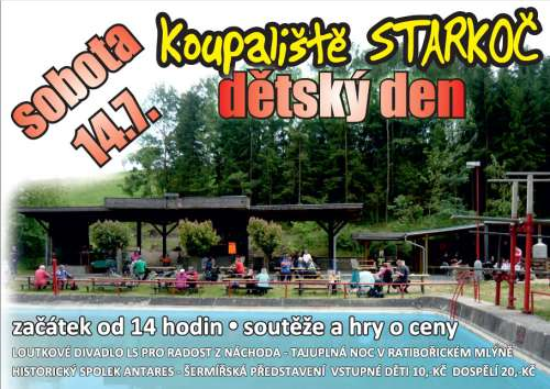 sobota
14.7.
Koupaliště STARKOČ
dětský den
začátek od 14 hodin • soutěže a hry o ceny
LOUTKOVÉ DIVADLO LS PRO RADOST Z NÁCHODA - TAJUPLNÁ NOC V RATIBOŘICKÉM MLÝNĚ
HISTORICKÝ SPOLEK ANTARES - ŠERMÍŘSKÁ PŘEDSTAVENÍ VSTUPNÉ DĚTI 10,-KČ DOSPĚLÍ 20,-KČ